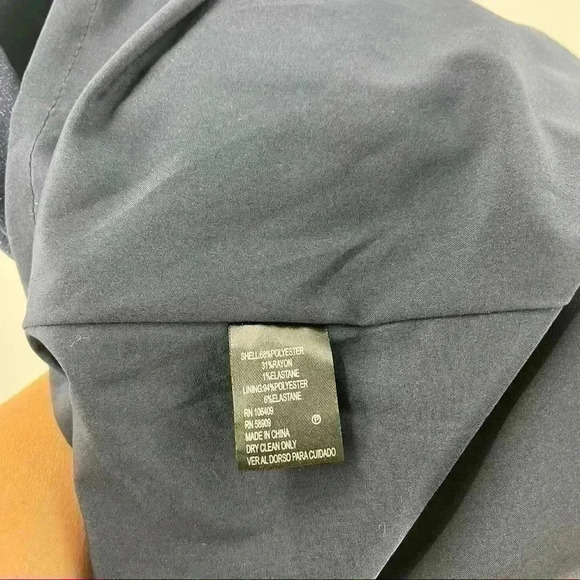 SHELL:68%POLYESTER
31%RAYON
1%ELASTANE
LINING:94%POLYESTER
6%ELASTANE
RN 106409
RN 58909
MADE IN CHINA
DRY CLEAN ONLY
VER AL DORSO PARA CUIDADO
P